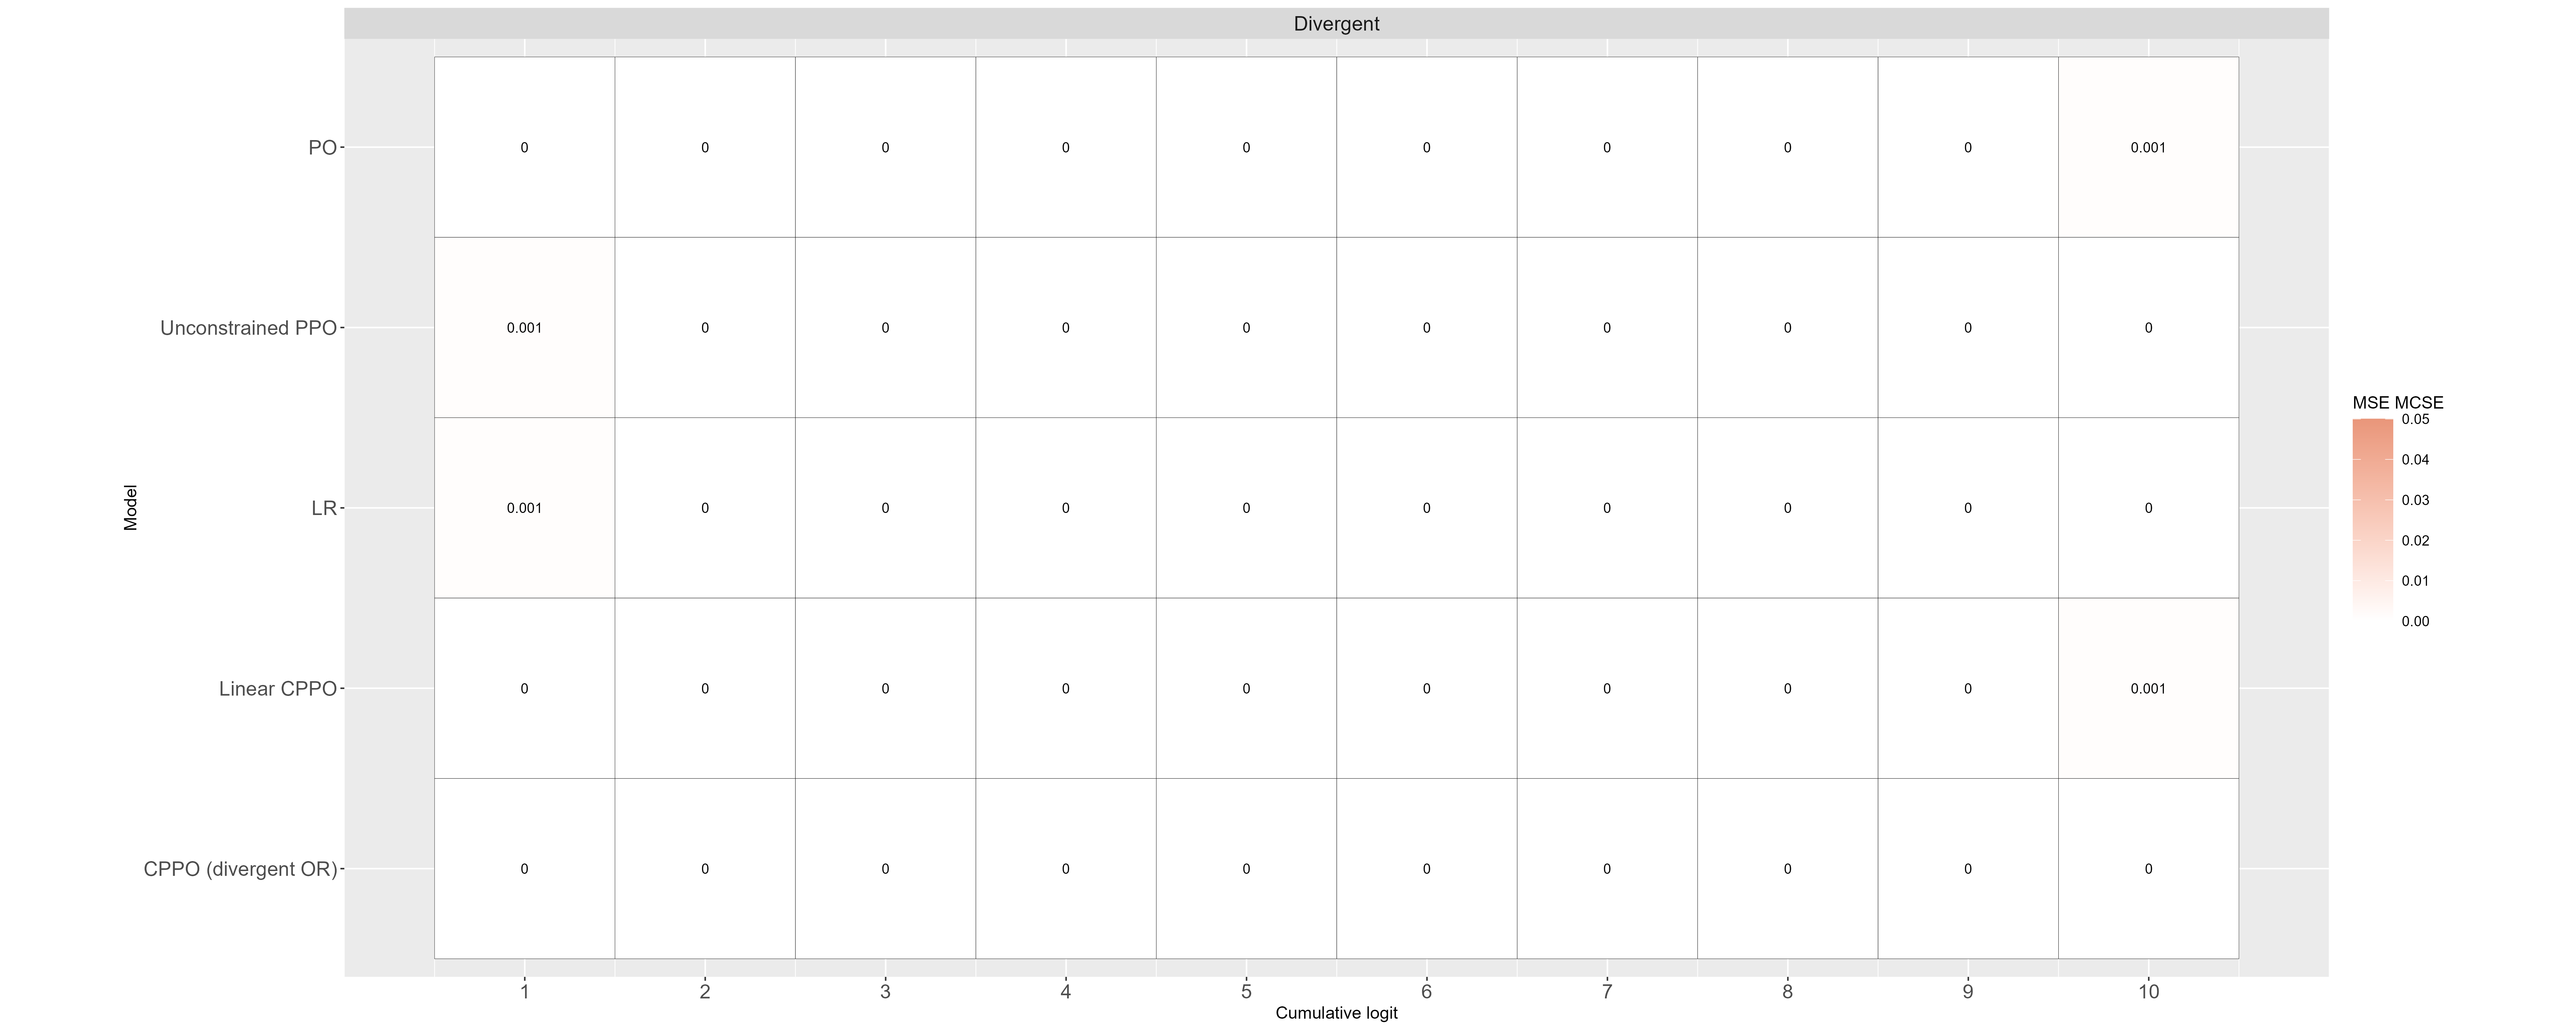 Divergent
PO 0 0 0 0 0 0 0 0 0 0.001
Unconstrained PPO 0.001 0 0 0 0 0 0 0 0 0
LR 0.001 0 0 0 0 0 0 0 0 0
Linear CPPO 0 0 0 0 0 0 0 0 0 0.001
CPPO (divergent OR) 0 0 0 0 0 0 0 0 0 0
1 2 3 4 5 6 7 8 9 10
Cumulative logit
Model
MSE MCSE
0.05
0.04
0.03
0.02
0.01
0.00